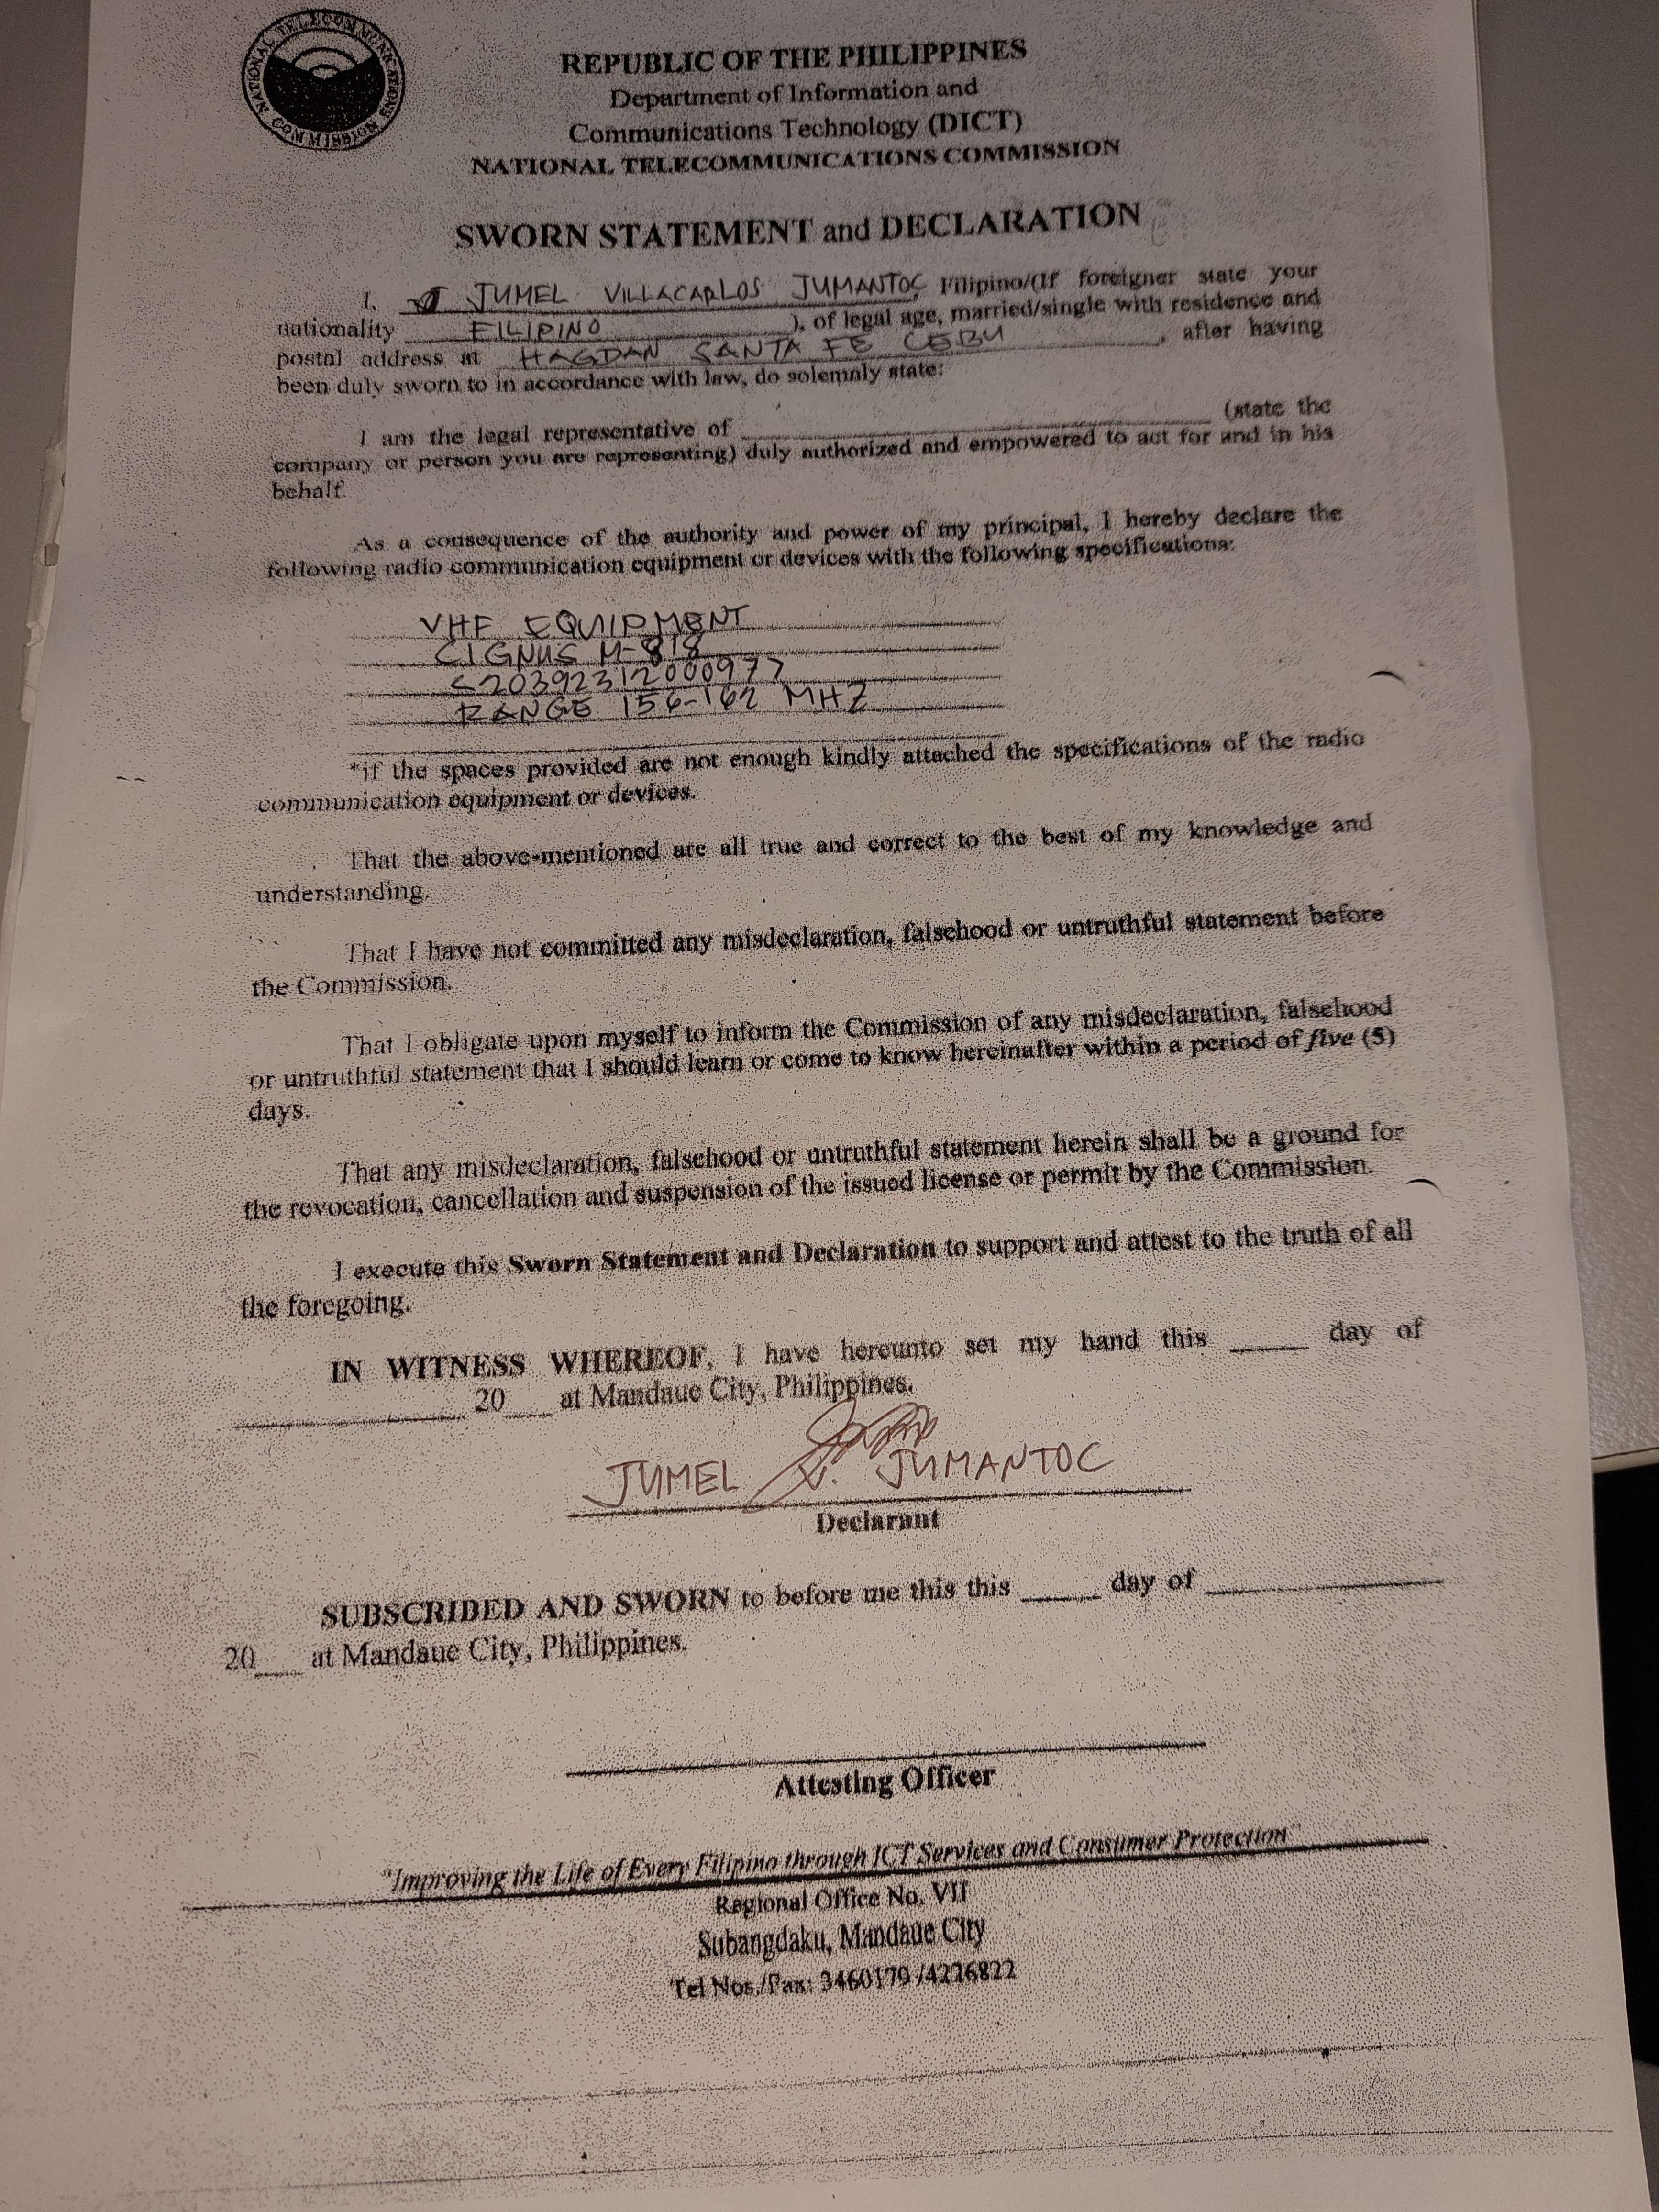 NATIONAL TELECOMMUNICATIONS COMMISSION
REPUBLIC OF THE PHILIPPINES
Department of Information and
Communications Technology (DICT)
NATIONAL TELECOMMUNICATIONS COMMISSION
SWORN STATEMENT and DECLARATION
I, JUMEL VILLACARLOS JUMANTOC, Filipino/(If foreigner state your
nationality FILIPINO ), of legal age, married/single with residence and
postal address at HAGDAN SANTA FE CEBU, after having
been duly sworn to in accordance with law, do solemnly state:
I am the legal representative of (state the
company or person you are representing) duly authorized and empowered to act for and in his
behalf.
As a consequence of the authority and power of my principal, I hereby declare the
following radio communication equipment or devices with the following specifications:
VHF EQUIPMENT
CIGNUS M-818
S20392312000977
RANGE 156-162 MHZ
*if the spaces provided are not enough kindly attached the specifications of the radio
communication equipment or devices.
That the above-mentioned are all true and correct to the best of my knowledge and
understanding.
That I have not committed any misdeclaration, falsehood or untruthful statement before
the Commission.
That I obligate upon myself to inform the Commission of any misdeclaration, falsehood
or untruthful statement that I should learn or come to know hereinafter within a period of five (5)
days.
That any misdeclaration, falsehood or untruthful statement herein shall be a ground for
the revocation, cancellation and suspension of the issued license or permit by the Commission.
I execute this Sworn Statement and Declaration to support and attest to the truth of all
the foregoing.
IN WITNESS WHEREOF, I have hereunto set my hand this ____ day of
____ 20__ at Mandaue City, Philippines.
JUMEL V. JUMANTOC
Declarant
SUBSCRIDED AND SWORN to before me this this ____ day of ____
20__ at Mandaue City, Philippines.
Attesting Officer
"Improving the Life of Every Filipino through ICT Services and Consumer Protection"
Regional Office No. VII
Subangdaku, Mandaue City
Tel Nos./Fax: 3460179 /4226822